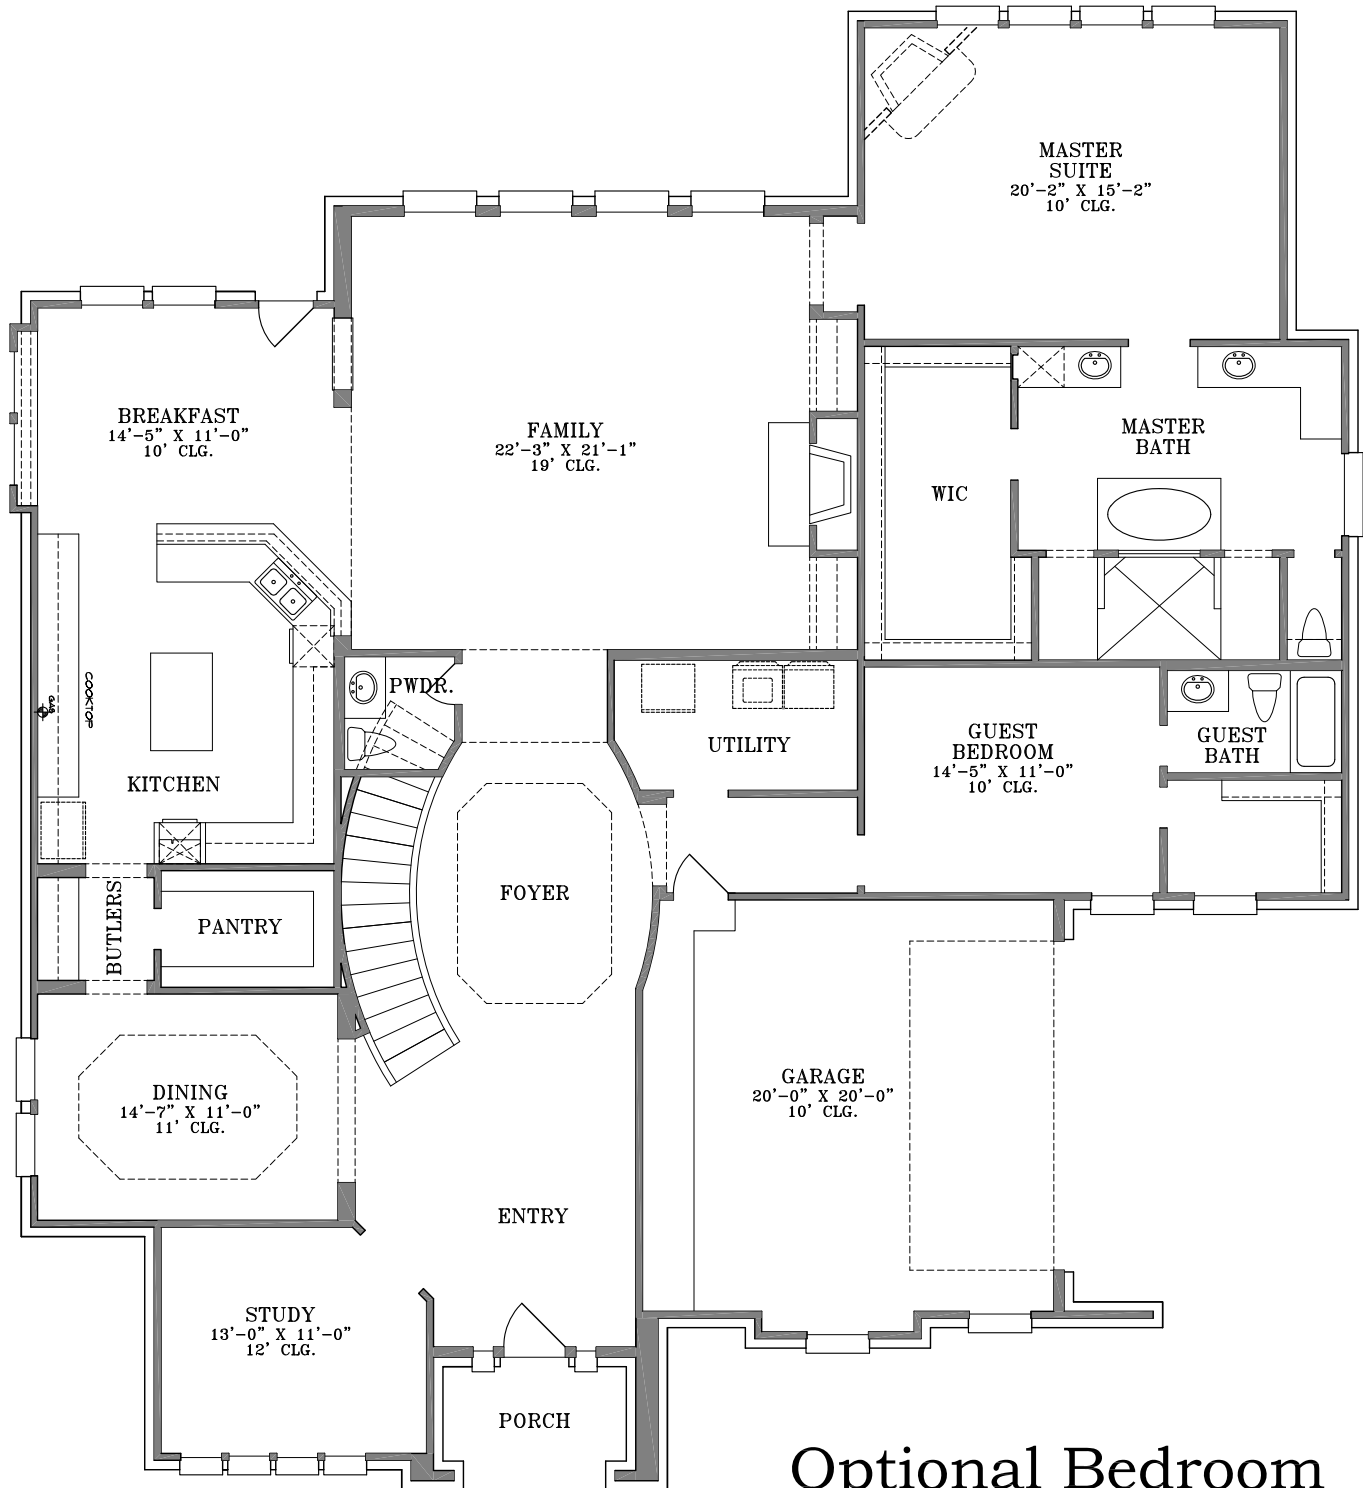 MASTER
SUITE
20'-2" X 15'-2"
10' CLG.
BREAKFAST
14'-5" X 11'-0"
10' CLG.
FAMILY
22'-3" X 21'-1"
19' CLG.
MASTER
BATH
WIC
COOKTOP
GAS
PWDR.
KITCHEN
UTILITY
GUEST
BEDROOM
14'-5" X 11'-0"
10' CLG.
GUEST
BATH
BUTLERS
PANTRY
FOYER
DINING
14'-7" X 11'-0"
11' CLG.
GARAGE
20'-0" X 20'-0"
10' CLG.
ENTRY
STUDY
13'-0" X 11'-0"
12' CLG.
PORCH
Optional Bedroom